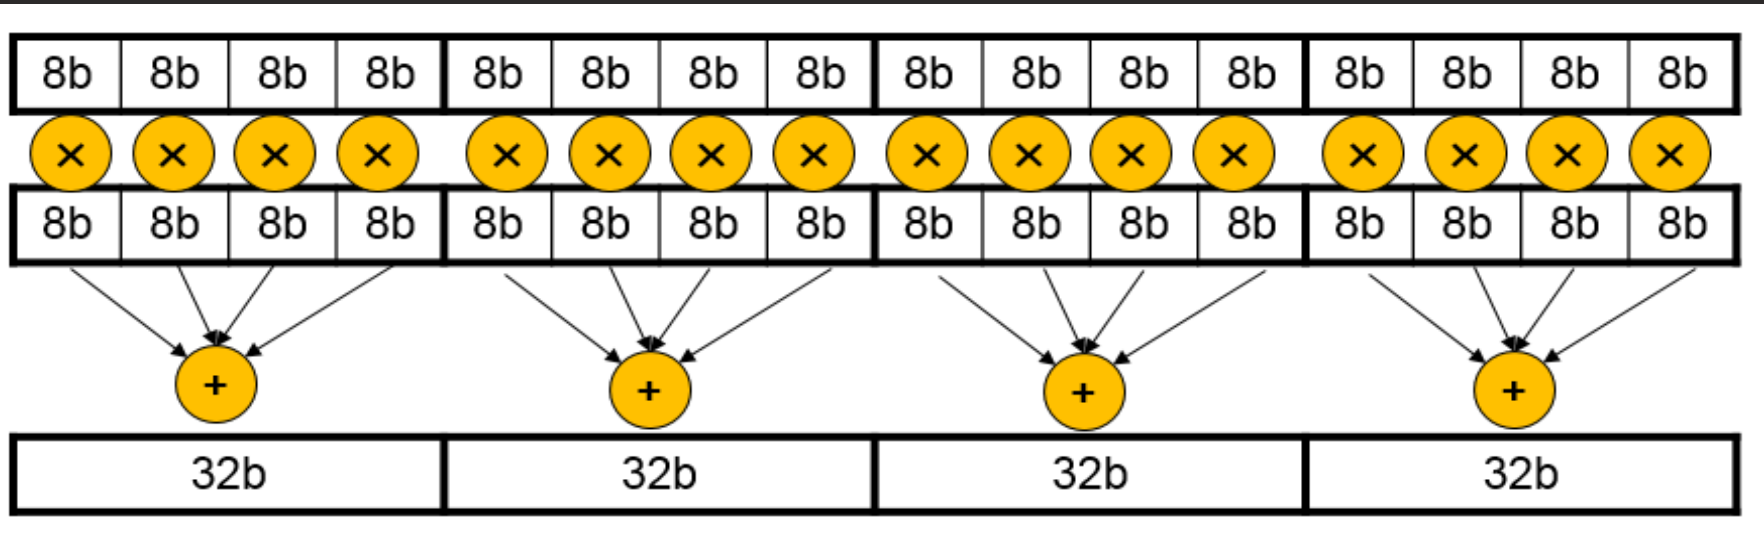 8b 8b 8b 8b 8b 8b 8b 8b 8b 8b 8b 8b 8b 8b 8b 8b
× × × × × × × × × × × × × × × ×
8b 8b 8b 8b 8b 8b 8b 8b 8b 8b 8b 8b 8b 8b 8b 8b
+ + + +
32b 32b 32b 32b